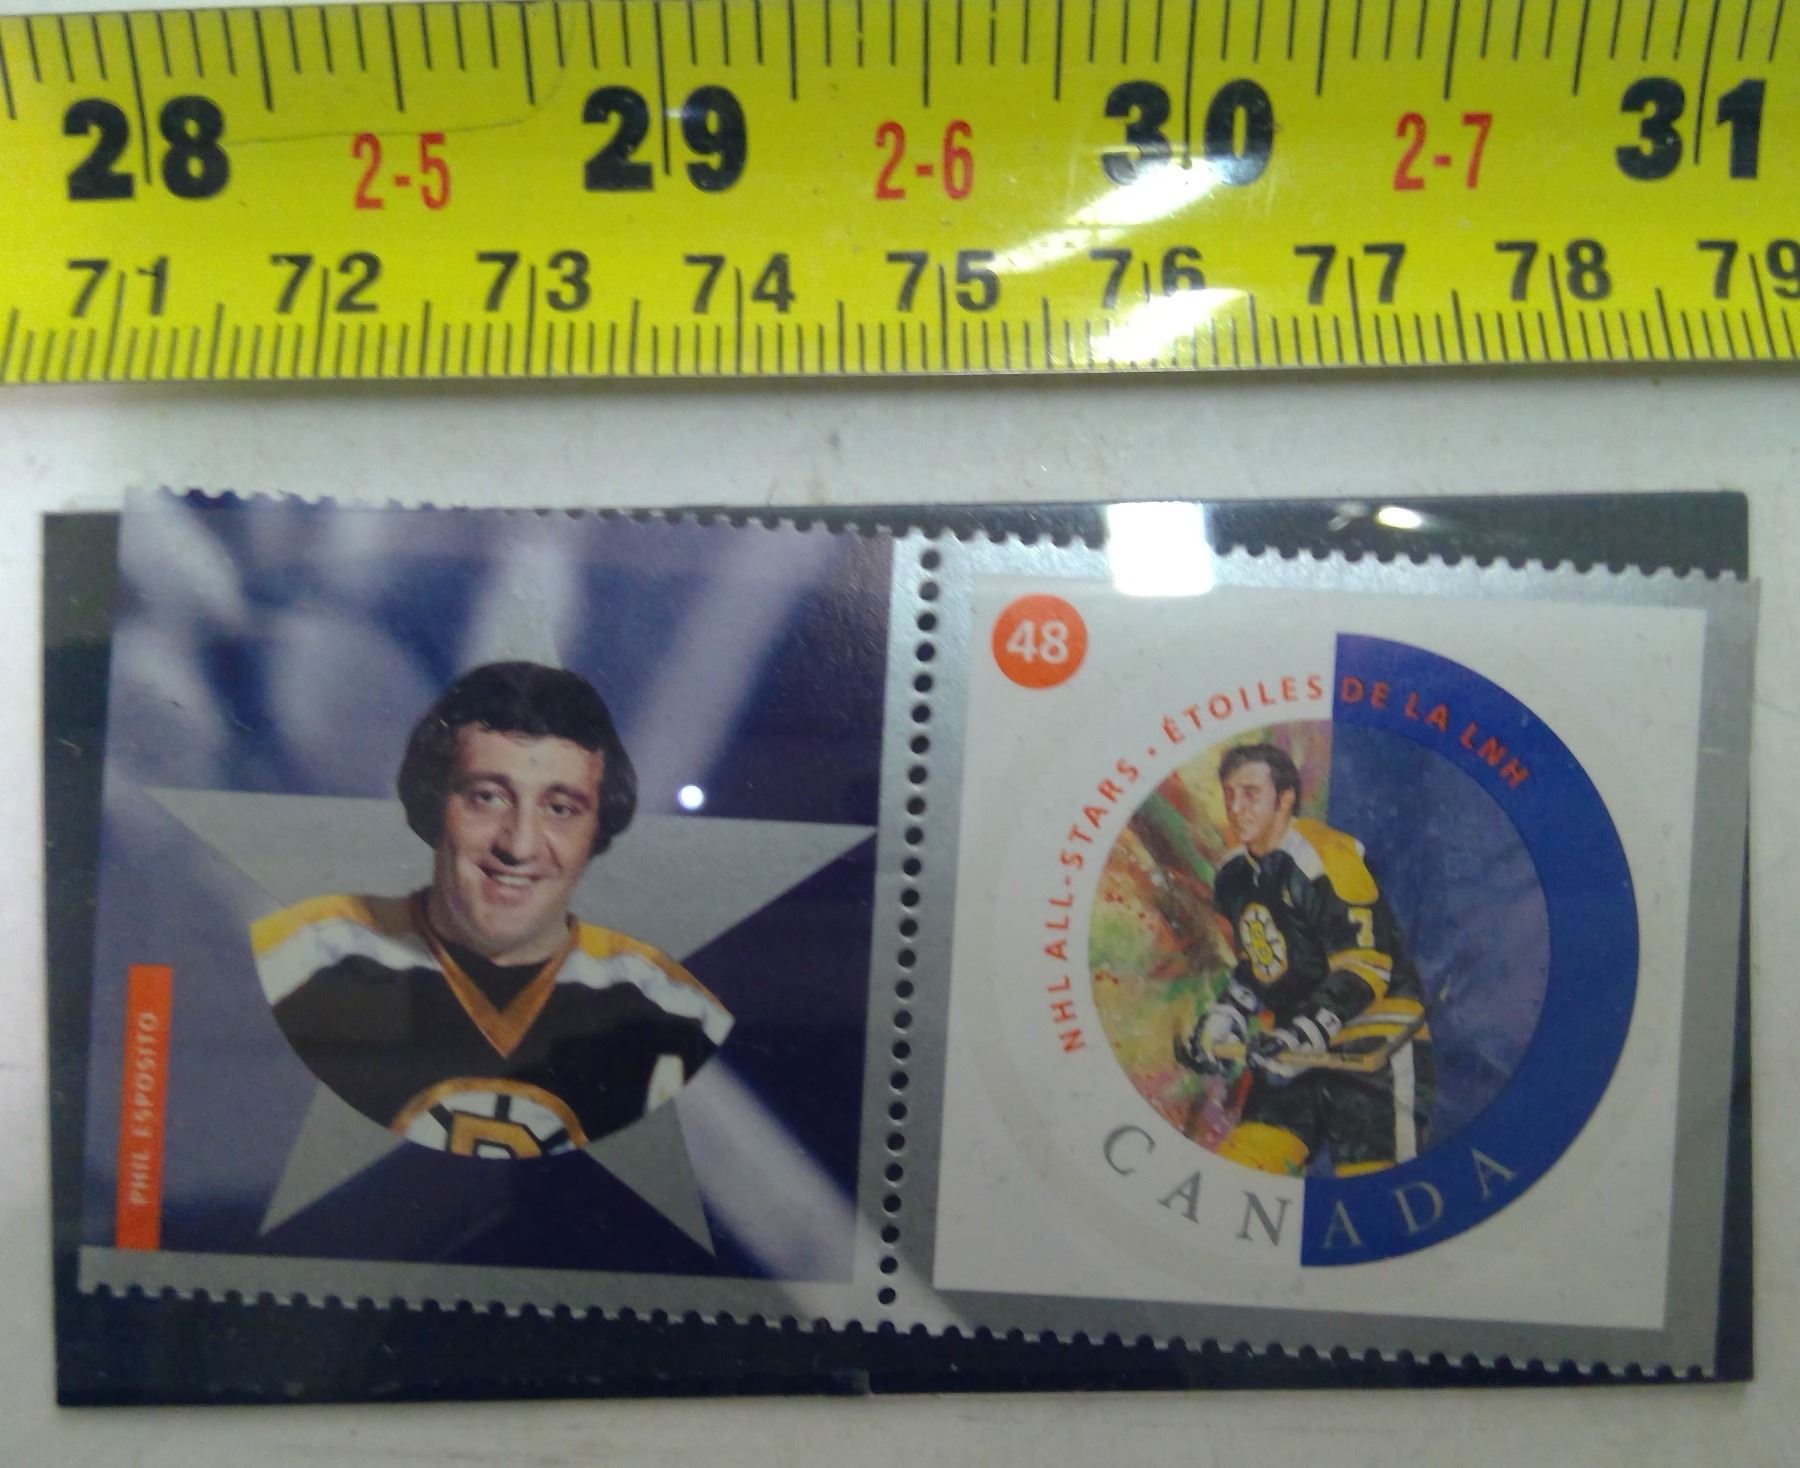 28 29 30 31
2-5 2-6 2-7
71 72 73 74 75 76 77 78 79
PHIL ESPOSITO
48
NHL ALL-STARS • ÉTOILES DE LA LNH
7
B
B
CANADA